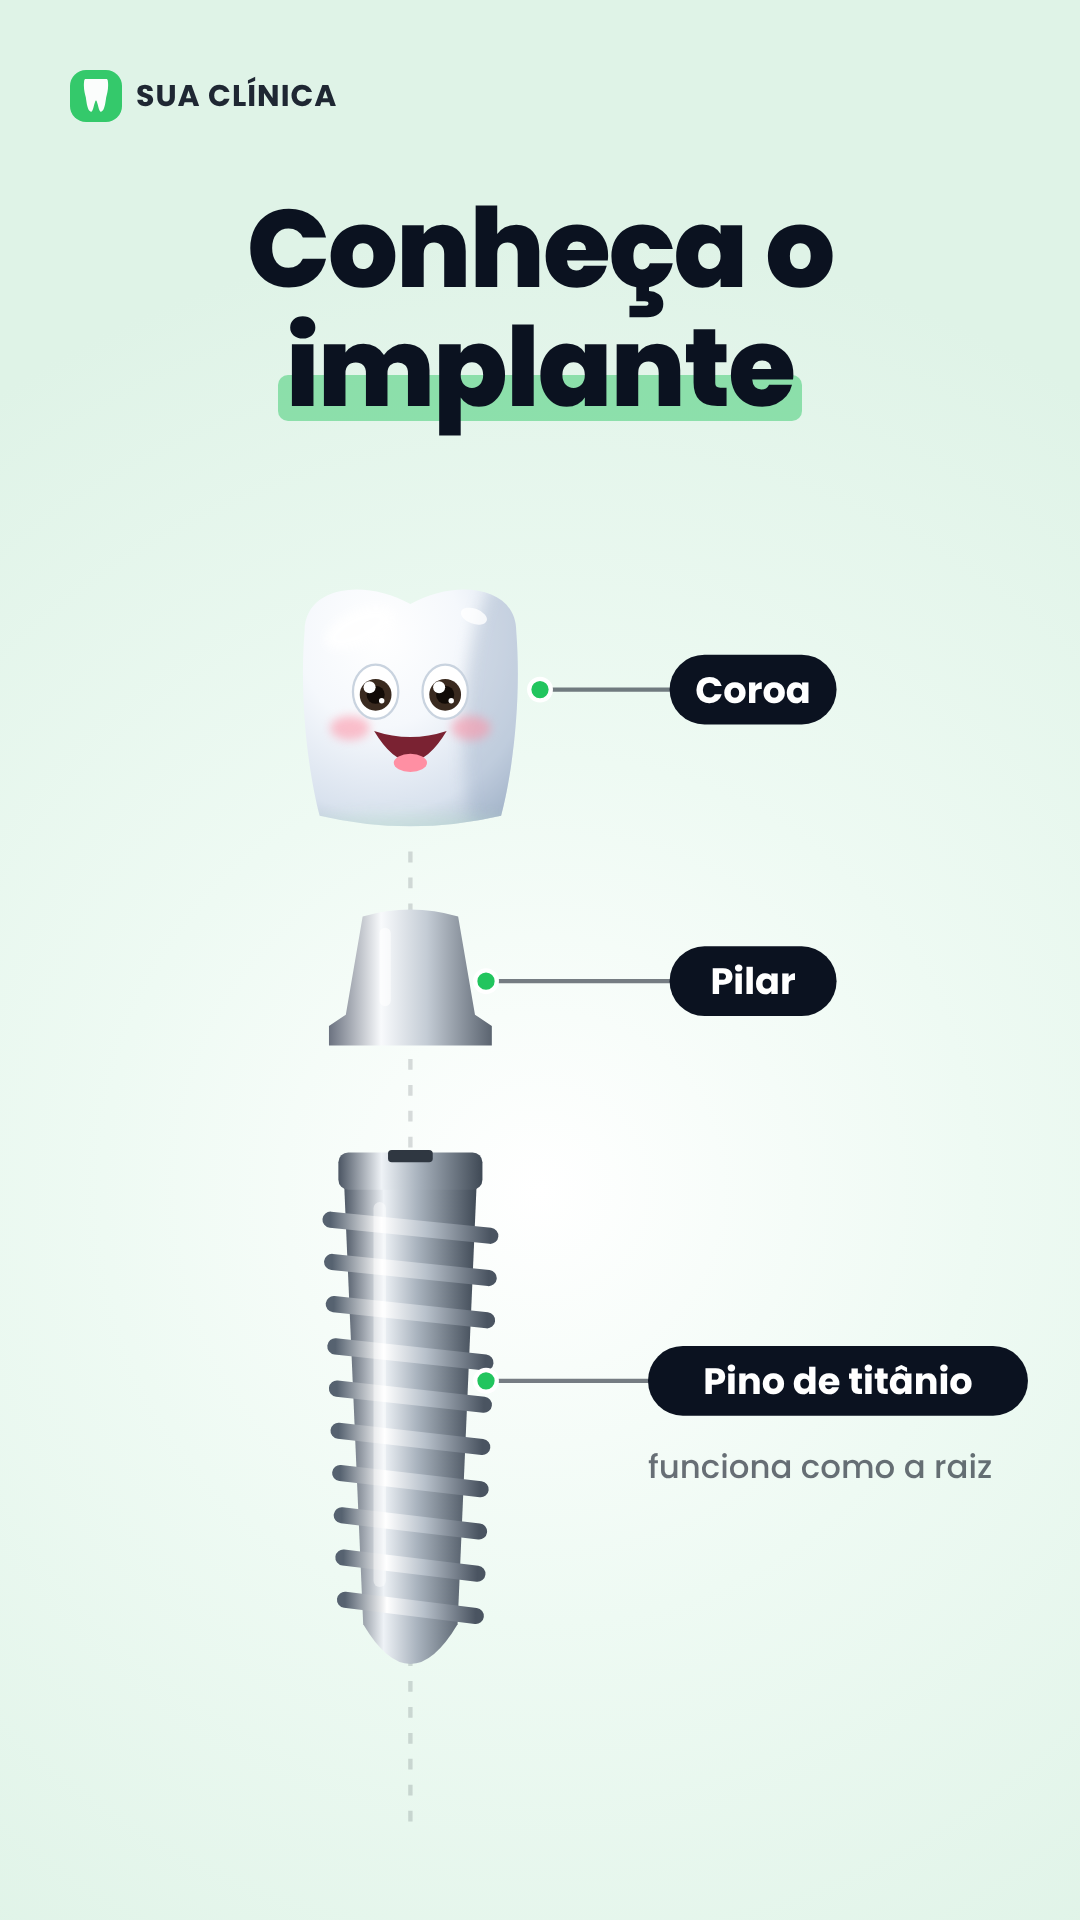 SUA CLÍNICA
Conheça o
implante
Coroa
Pilar
Pino de titânio
funciona como a raiz